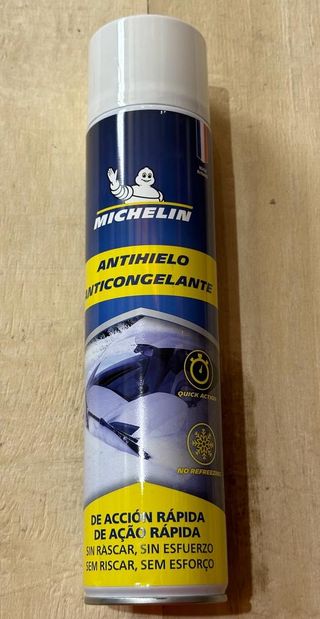 MICHELIN
ANTIHIELO
ANTICONGELANTE
QUICK ACTION
NO REFREEZING
DE ACCIÓN RÁPIDA
DE AÇÃO RÁPIDA
SIN RASCAR, SIN ESFUERZO
SEM RISCAR, SEM ESFORÇO